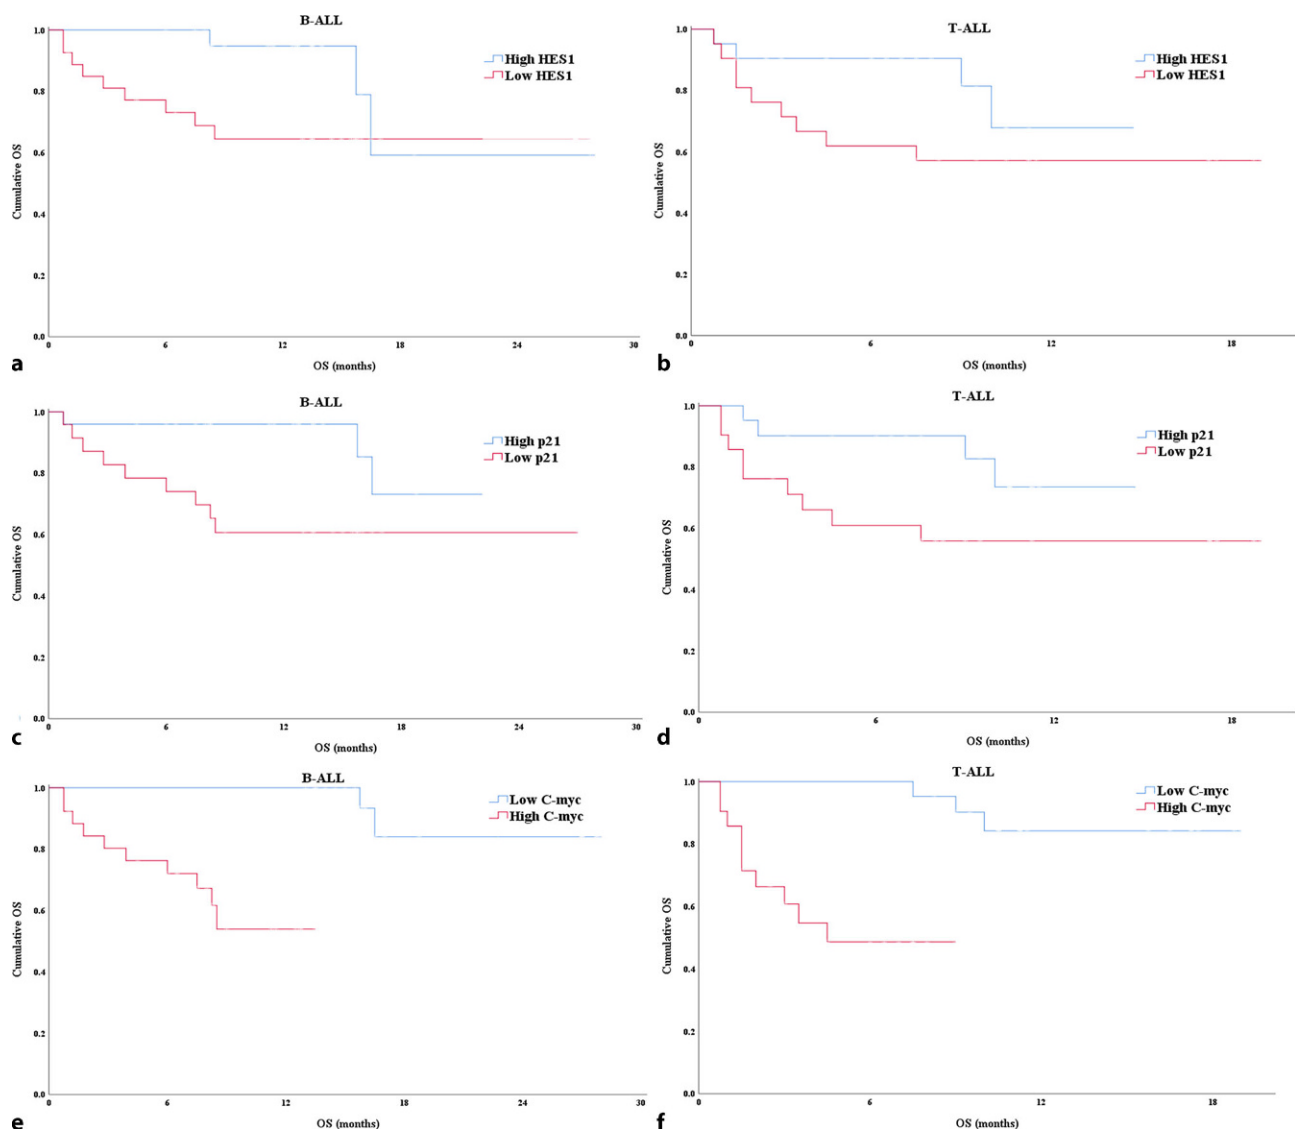 B-ALL
High HES1
Low HES1
Cumulative OS
1.0
0.8
0.6
0.4
0.2
0.0
0 6 12 18 24 30
OS (months)
a
T-ALL
High HES1
Low HES1
Cumulative OS
1.0
0.8
0.6
0.4
0.2
0.0
0 6 12 18
OS (months)
b
B-ALL
High p21
Low p21
Cumulative OS
1.0
0.8
0.6
0.4
0.2
0.0
0 6 12 18 24 30
OS (months)
c
T-ALL
High p21
Low p21
Cumulative OS
1.0
0.8
0.6
0.4
0.2
0.0
0 6 12 18
OS (months)
d
B-ALL
Low C-myc
High C-myc
Cumulative OS
1.0
0.8
0.6
0.4
0.2
0.0
0 6 12 18 24 30
OS (months)
e
T-ALL
Low C-myc
High C-myc
Cumulative OS
1.0
0.8
0.6
0.4
0.2
0.0
0 6 12 18
OS (months)
f